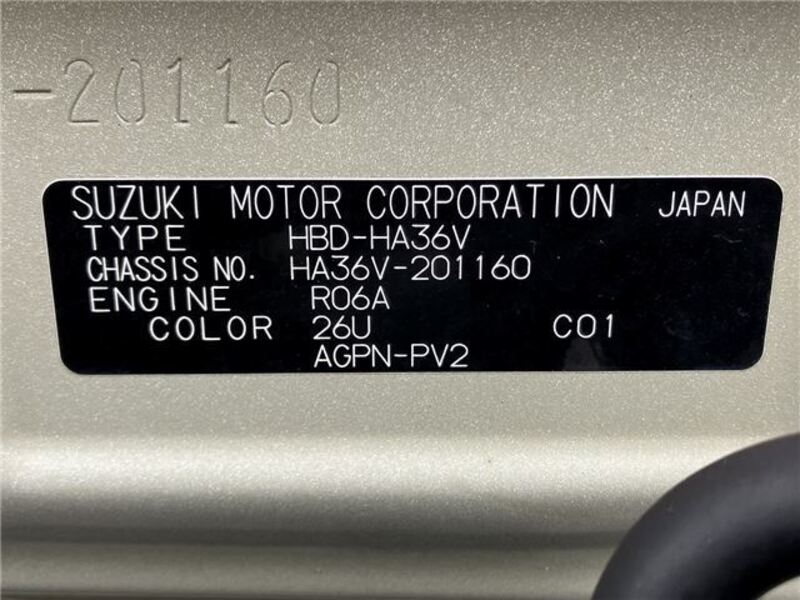 -201160
SUZUKI MOTOR CORPORATION JAPAN
TYPE HBD-HA36V
CHASSIS NO. HA36V-201160
ENGINE R06A
COLOR 26U C01
AGPN-PV2